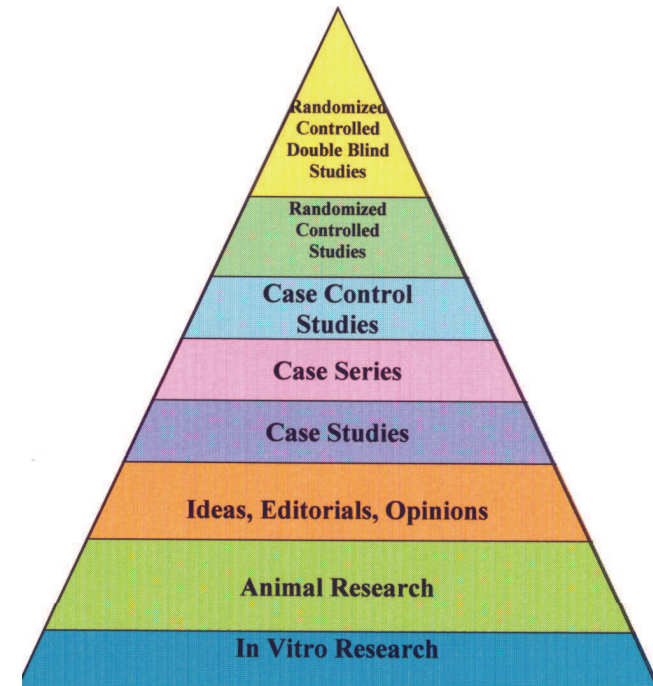 Randomized
Controlled
Double Blind
Studies
Randomized
Controlled
Studies
Case Control
Studies
Case Series
Case Studies
Ideas, Editorials, Opinions
Animal Research
In Vitro Research